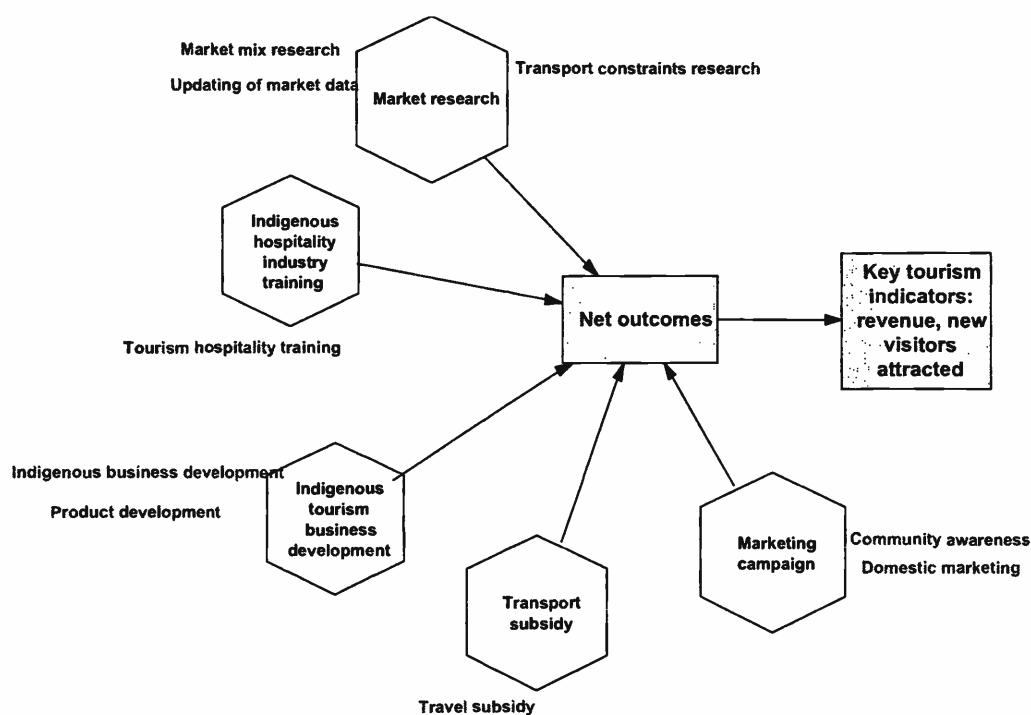 Market mix research
Updating of market data
Market research
Transport constraints research
Indigenous
hospitality
industry
training
Tourism hospitality training
Net outcomes
Key tourism
indicators:
revenue, new
visitors
attracted
Indigenous business development
Product development
Indigenous
tourism
business
development
Transport
subsidy
Travel subsidy
Marketing
campaign
Community awareness
Domestic marketing